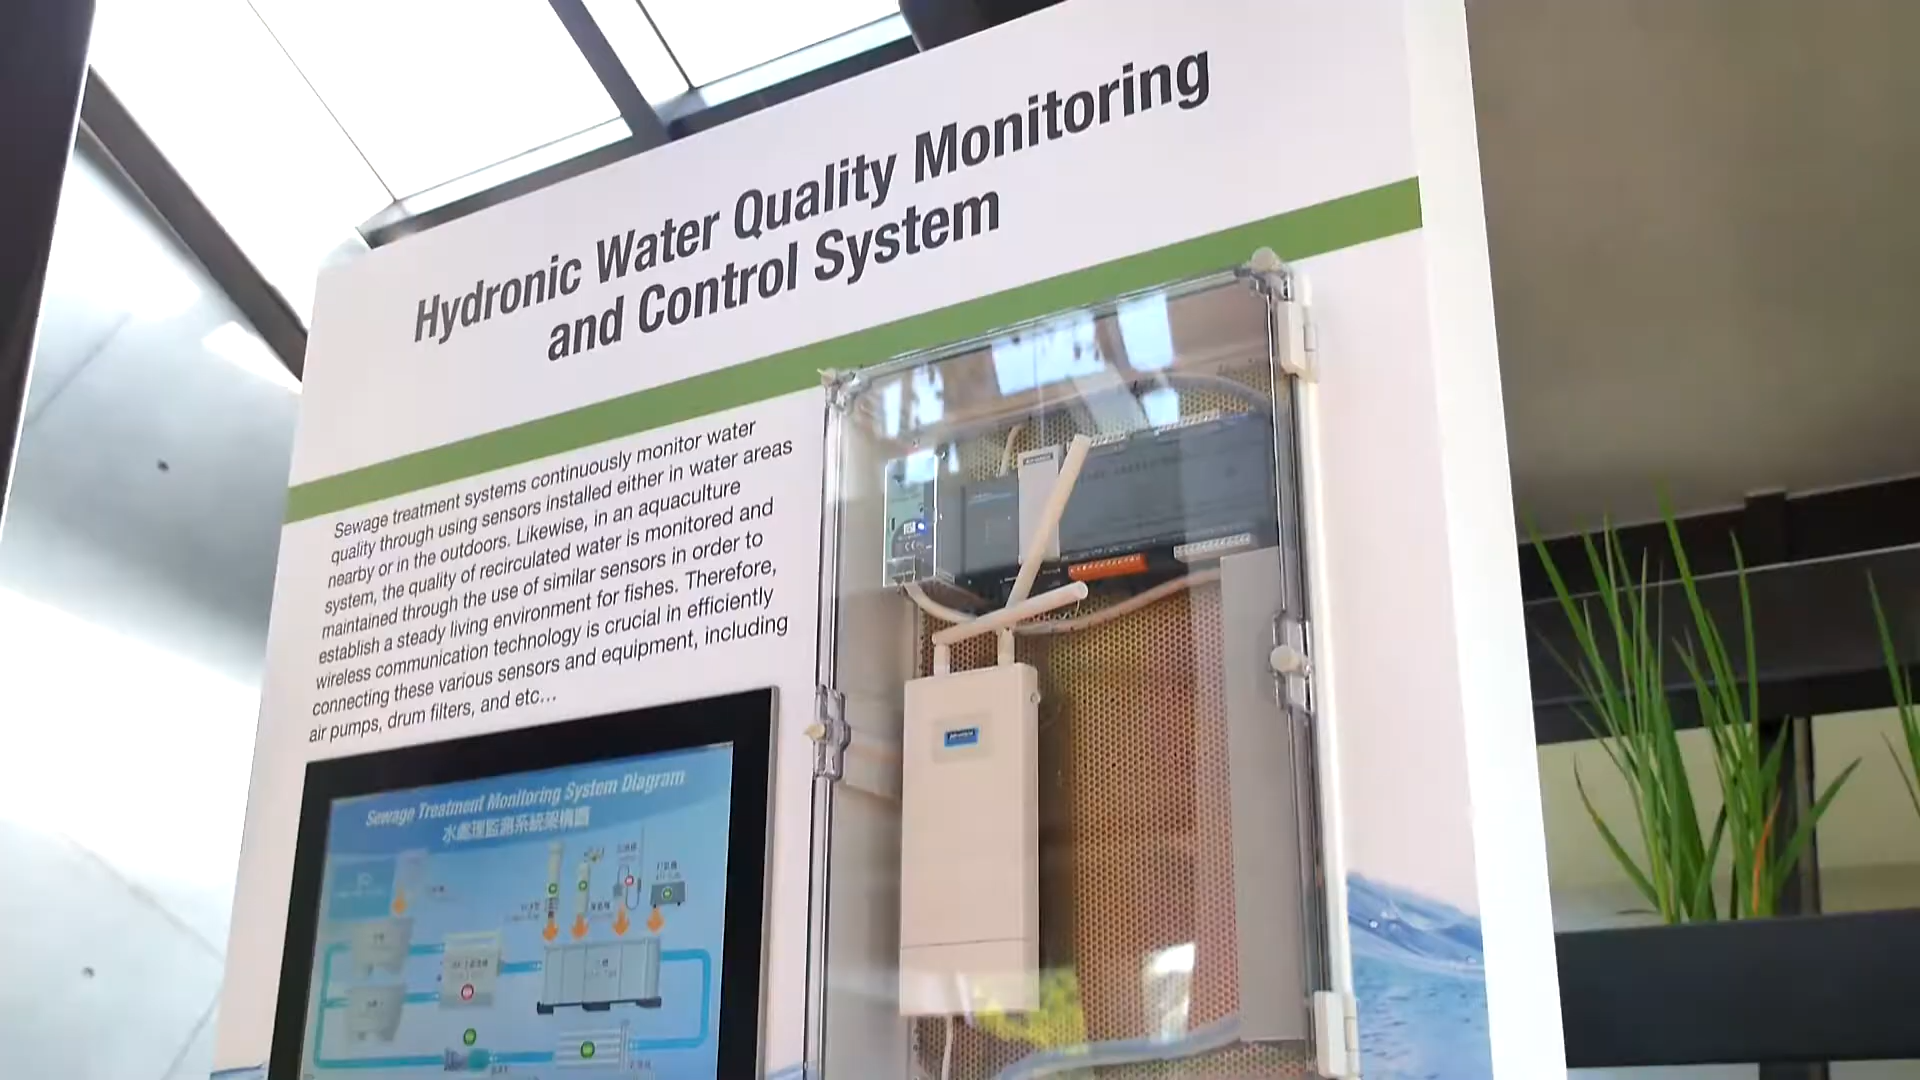 Hydronic Water Quality Monitoring
and Control System
Sewage treatment systems continuously monitor water
quality through using sensors installed either in water areas
nearby or in the outdoors. Likewise, in an aquaculture
system, the quality of recirculated water is monitored and
maintained through the use of similar sensors in order to
establish a steady living environment for fishes. Therefore,
wireless communication technology is crucial in efficiently
connecting these various sensors and equipment, including
air pumps, drum filters, and etc...
Sewage Treatment Monitoring System Diagram
水處理監測系統架構圖